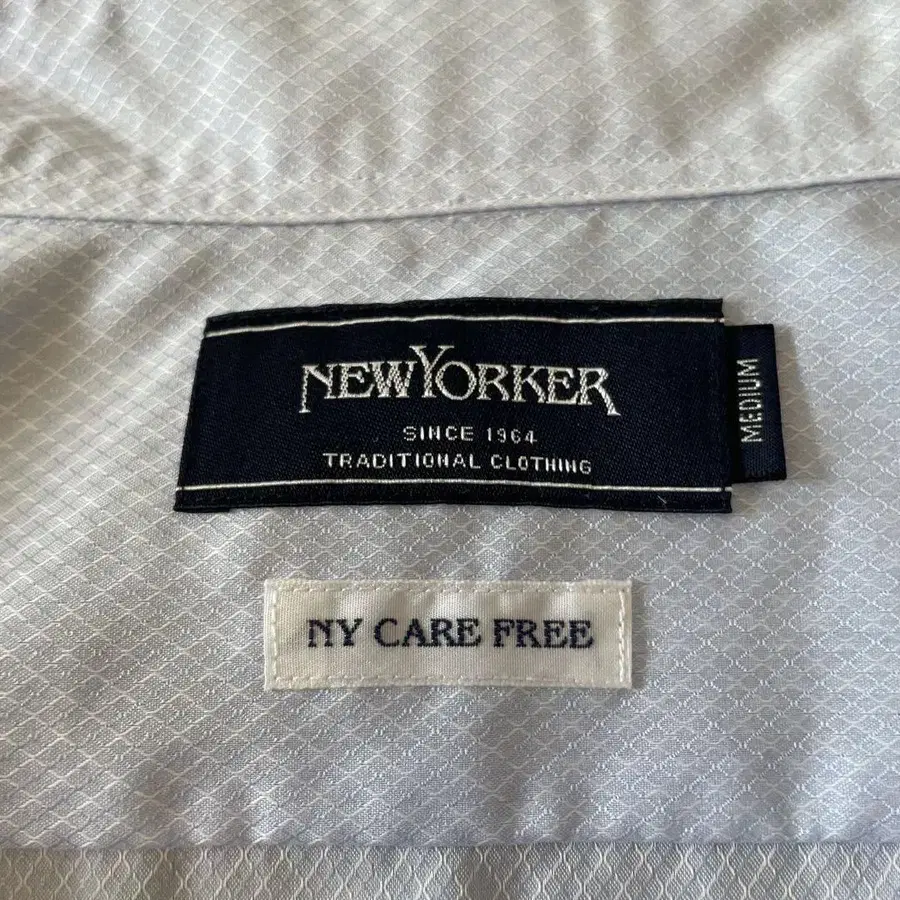 NEWYORKER
SINCE 1964
TRADITIONAL CLOTHING
MEDIUM
NY CARE FREE